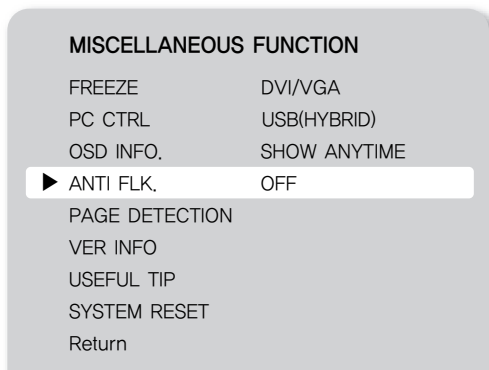 MISCELLANEOUS FUNCTION
FREEZE DVI/VGA
PC CTRL USB(HYBRID)
OSD INFO. SHOW ANYTIME
ANTI FLK. OFF
PAGE DETECTION
VER INFO
USEFUL TIP
SYSTEM RESET
Return